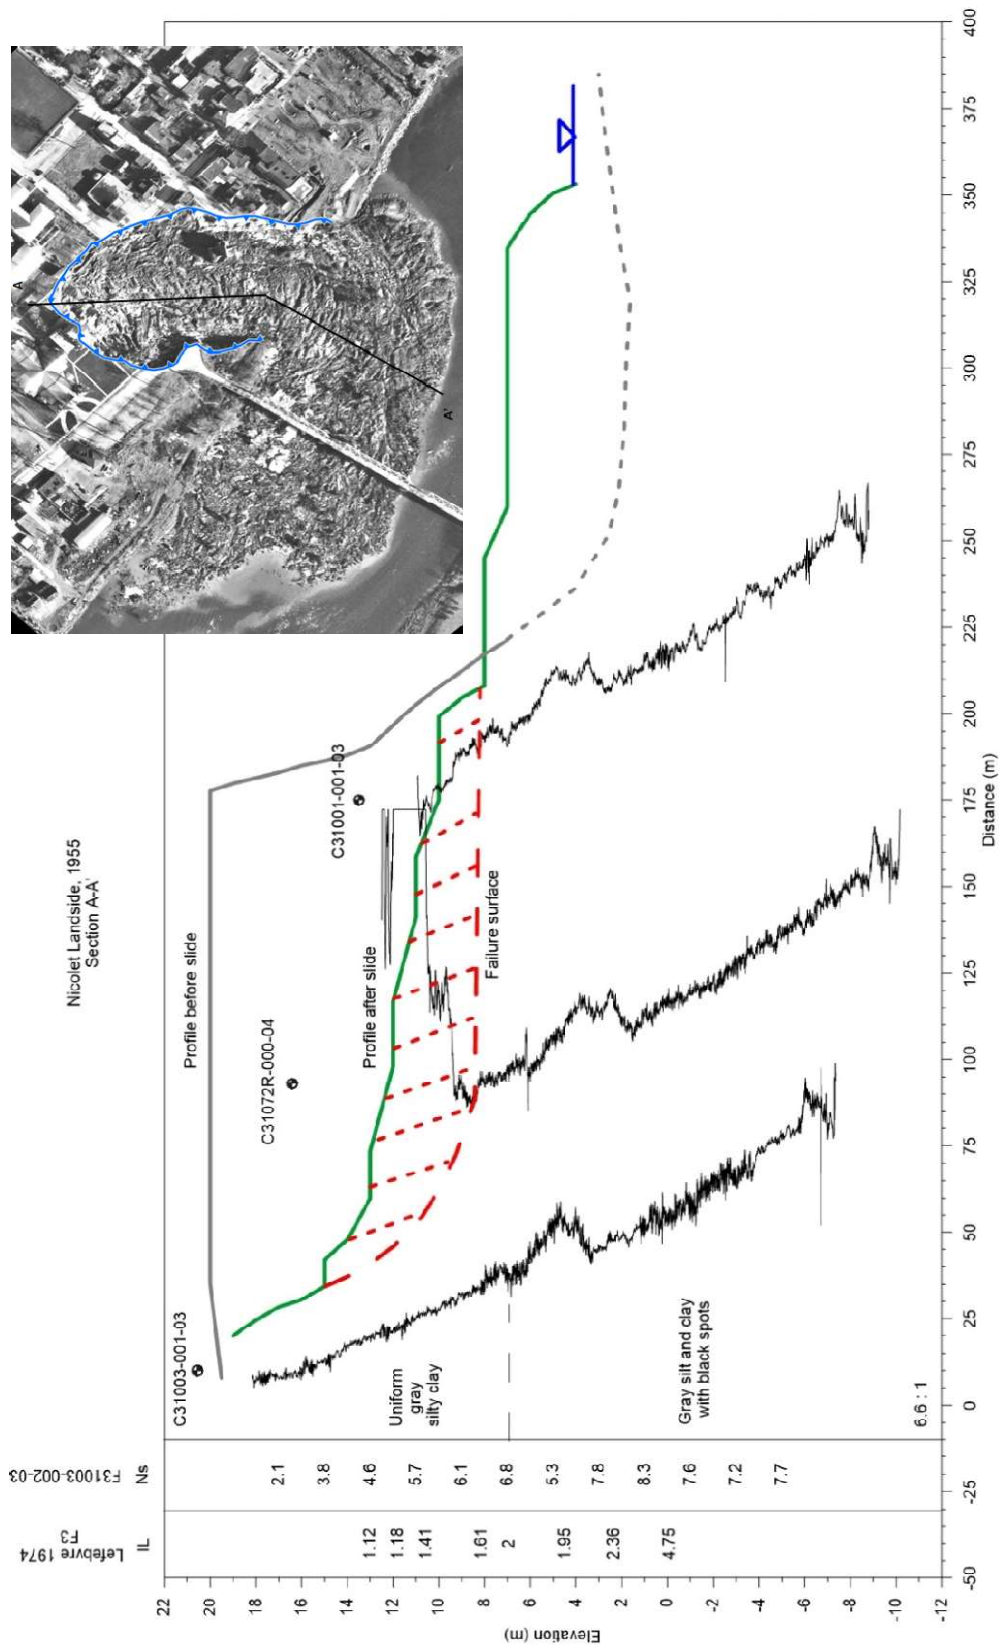 Nicolet Landside, 1955
Section A-A'
A
A'
Lefebvre 1974
F3
IL
1.12
1.18
1.41
1.61
2
1.95
2.36
4.75
F31003-002-03
Ns
2.1
3.8
4.6
5.7
6.1
6.8
5.3
7.8
8.3
7.6
7.2
7.7
C31003-001-03
C31072R-000-04
C31001-001-03
Profile before slide
Profile after slide
Failure surface
Uniform
gray
silty clay
Gray silt and clay
with black spots
6.6 : 1
Elevation (m)
22
20
18
16
14
12
10
8
6
4
2
0
-2
-4
-6
-8
-10
-12
-50
-25
0
25
50
75
100
125
150
175
200
225
250
275
300
325
350
375
400
Distance (m)